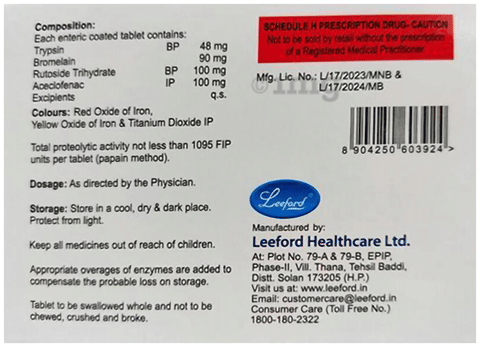 Composition:
Each enteric coated tablet contains:
Trypsin BP 48 mg
Bromelain 90 mg
Rutoside Trihydrate BP 100 mg
Aceclofenac IP 100 mg
Excipients q.s.
Colours: Red Oxide of Iron,
Yellow Oxide of Iron & Titanium Dioxide IP
Total proteolytic activity not less than 1095 FIP
units per tablet (papain method).
Dosage: As directed by the Physician.
Storage: Store in a cool, dry & dark place.
Protect from light.
Keep all medicines out of reach of children.
Appropriate overages of enzymes are added to
compensate the probable loss on storage.
Tablet to be swallowed whole and not to be
chewed, crushed and broke.
SCHEDULE H PRESCRIPTION DRUG- CAUTION
Not to be sold by retail without the prescription
of a Registered Medical Practitioner
Mfg. Lic. No.: L/17/2023/MNB &
L/17/2024/MB
8 904250 603924 >
Leeford
Manufactured by:
Leeford Healthcare Ltd.
At: Plot No. 79-A & 79-B, EPIP,
Phase-II, Vill. Thana, Tehsil Baddi,
Distt. Solan 173205 (H.P.)
Visit us at: www.leeford.in
Email: customercare@leeford.in
Consumer Care (Toll Free No.)
1800-180-2322